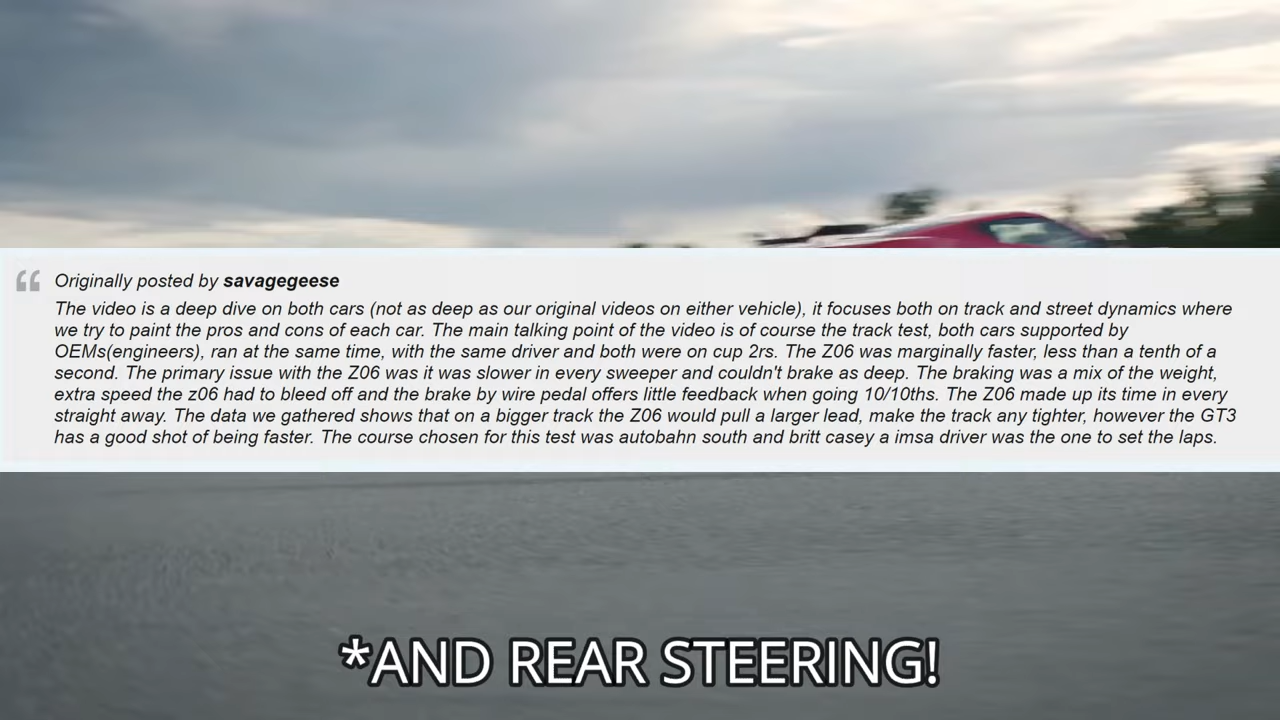 Originally posted by savagegeese
The video is a deep dive on both cars (not as deep as our original videos on either vehicle), it focuses both on track and street dynamics where
we try to paint the pros and cons of each car. The main talking point of the video is of course the track test, both cars supported by
OEMs(engineers), ran at the same time, with the same driver and both were on cup 2rs. The Z06 was marginally faster, less than a tenth of a
second. The primary issue with the Z06 was it was slower in every sweeper and couldn't brake as deep. The braking was a mix of the weight,
extra speed the z06 had to bleed off and the brake by wire pedal offers little feedback when going 10/10ths. The Z06 made up its time in every
straight away. The data we gathered shows that on a bigger track the Z06 would pull a larger lead, make the track any tighter, however the GT3
has a good shot of being faster. The course chosen for this test was autobahn south and britt casey a imsa driver was the one to set the laps.
*AND REAR STEERING!